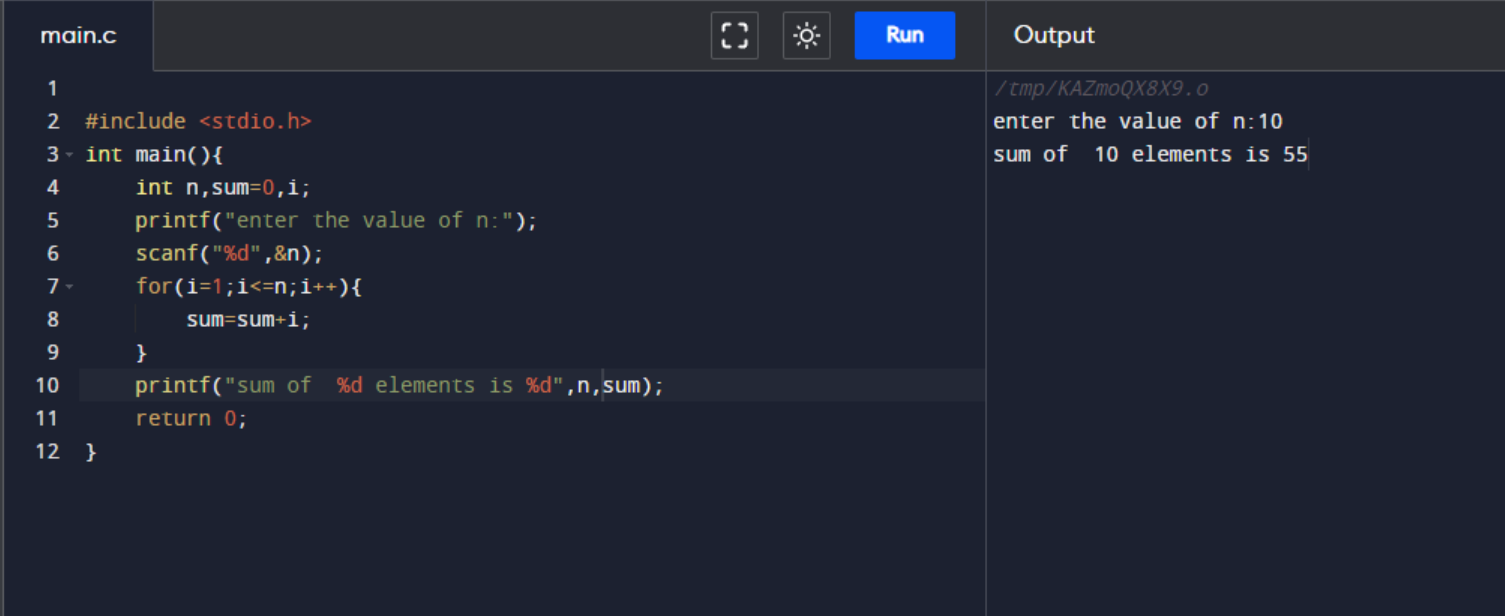 main.c Run Output
1
2 #include <stdio.h>
3 int main(){
4     int n,sum=0,i;
5     printf("enter the value of n:");
6     scanf("%d",&n);
7     for(i=1;i<=n;i++){
8         sum=sum+i;
9     }
10     printf("sum of  %d elements is %d",n,sum);
11     return 0;
12 }
/tmp/KAZmoQX8X9.o
enter the value of n:10
sum of  10 elements is 55